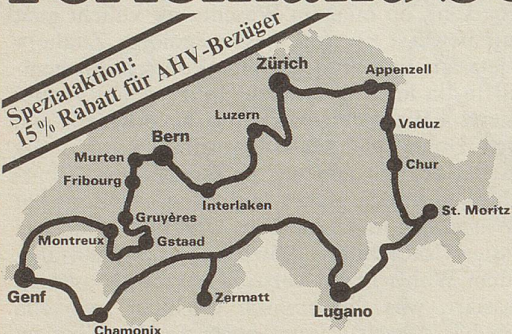 Spezialaktion:
15% Rabatt für AHV-Bezüger
Zürich
Appenzell
Luzern
Vaduz
Bern
Murten
Chur
Fribourg
Interlaken
St. Moritz
Gruyères
Montreux
Gstaad
Genf
Zermatt
Lugano
Chamonix